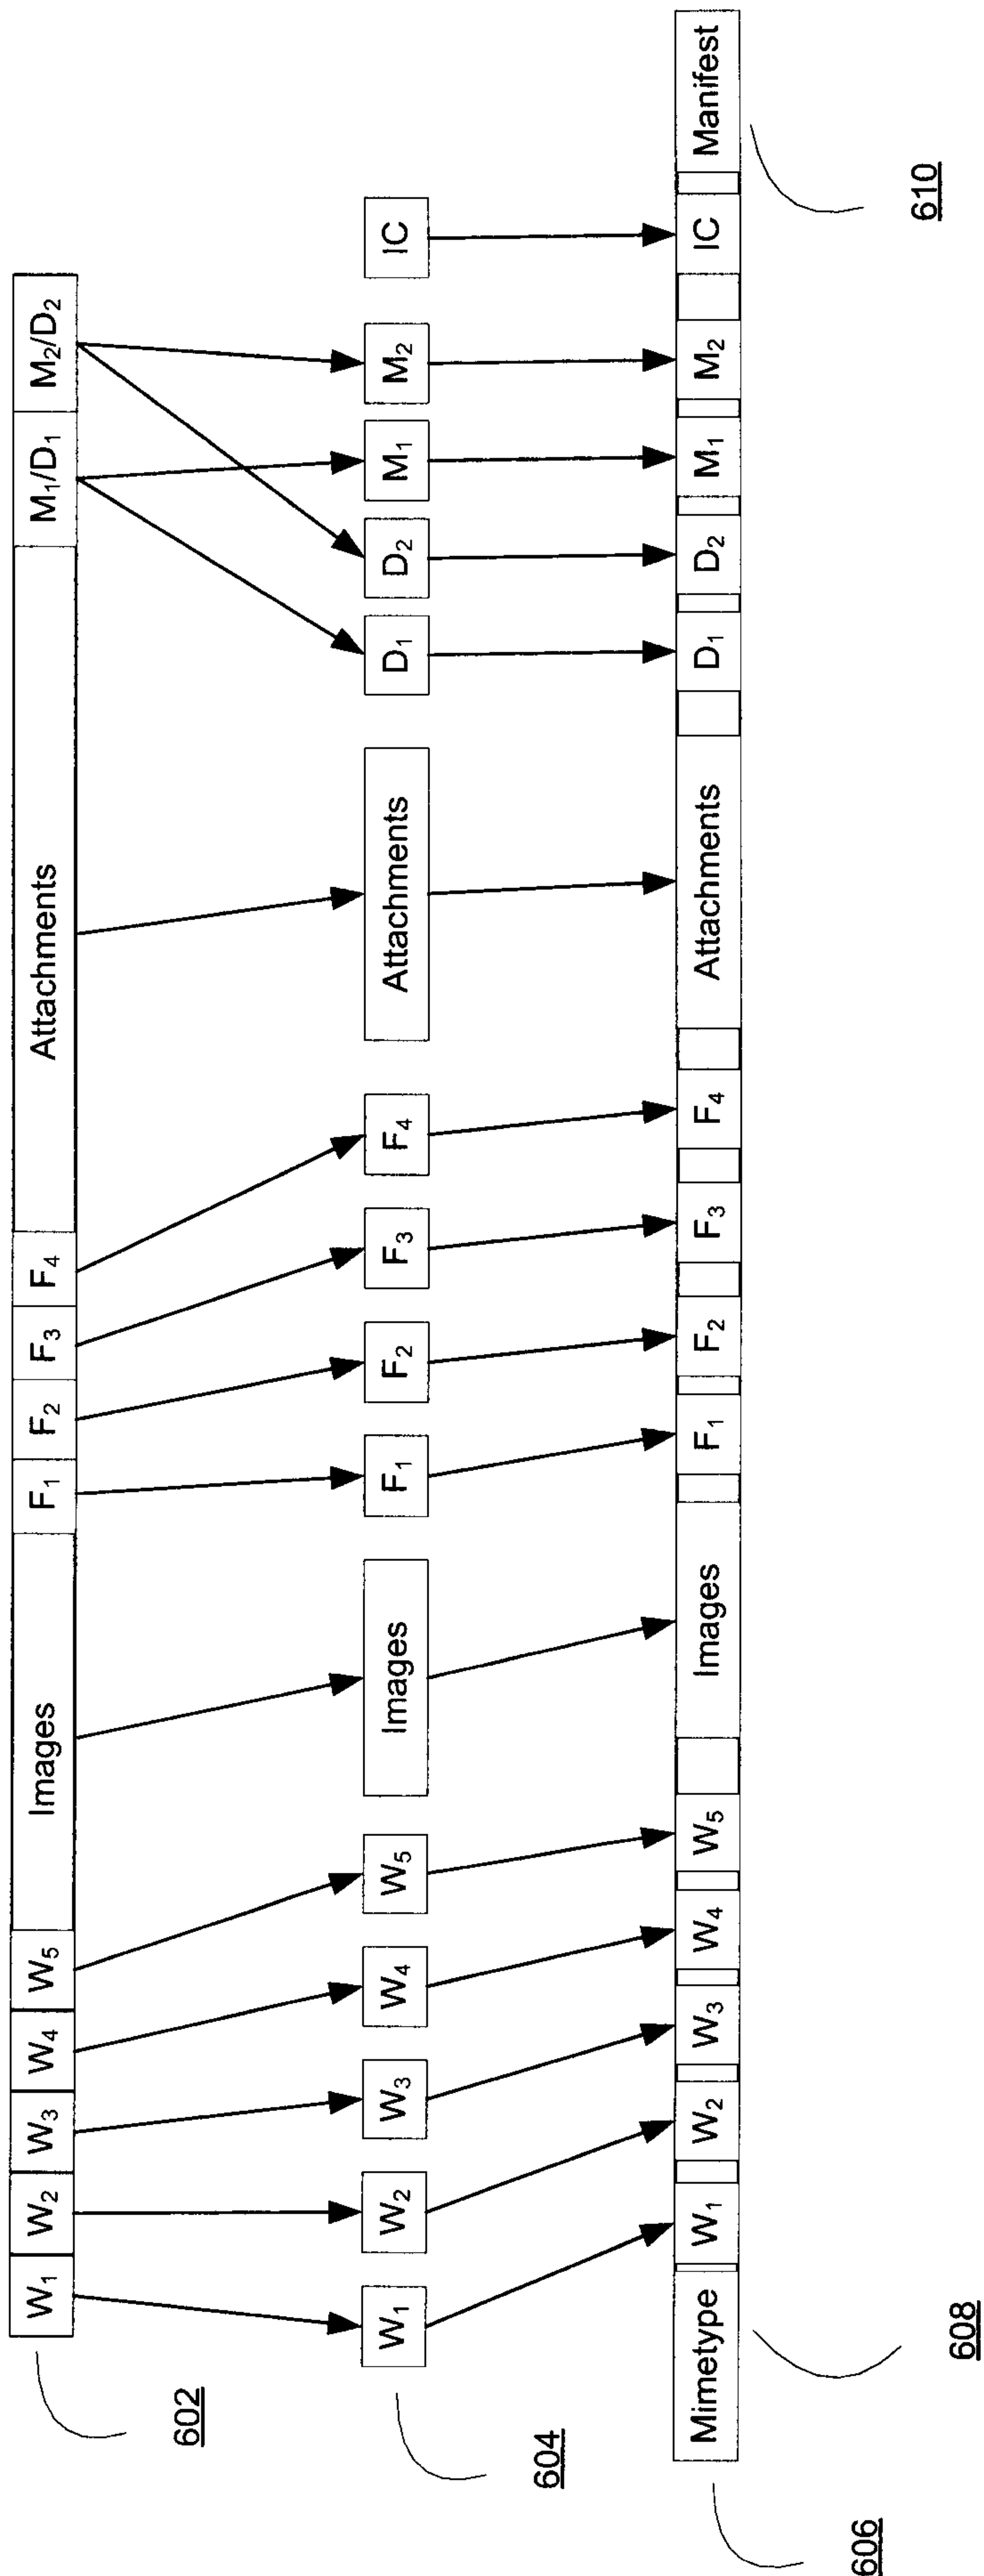 W1 W2 W3 W4 W5 Images F1 F2 F3 F4 Attachments M1/D1 M2/D2
602
W1 W2 W3 W4 W5 Images F1 F2 F3 F4 Attachments D1 D2 M1 M2 IC
604
Mimetype W1 W2 W3 W4 W5 Images F1 F2 F3 F4 Attachments D1 D2 M1 M2 IC Manifest
606
608
610